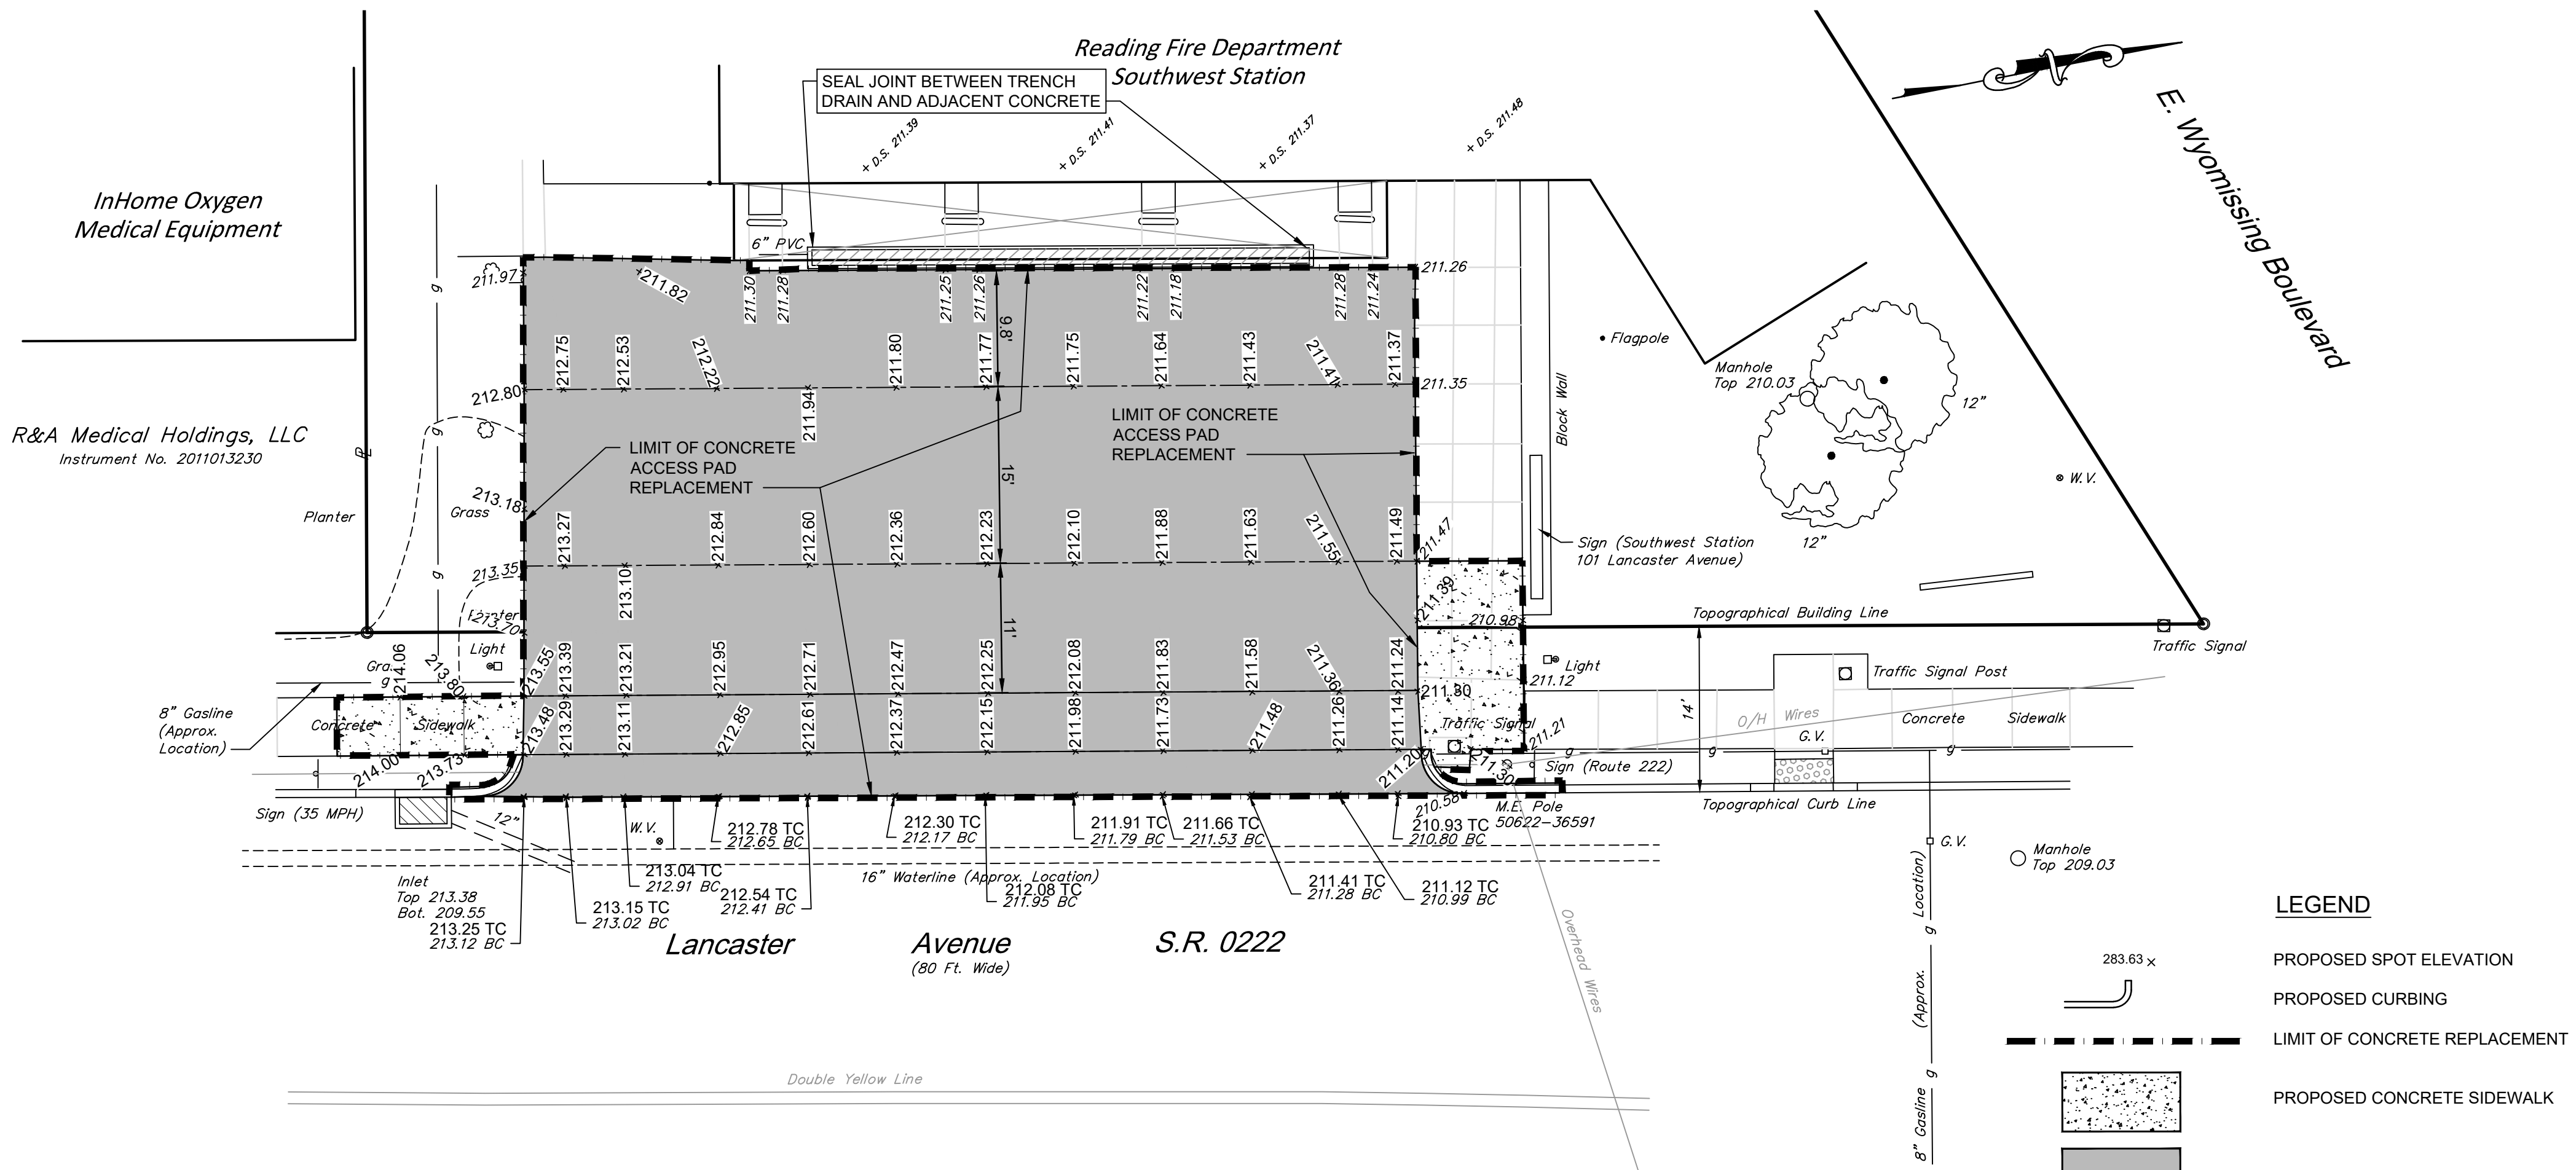 Reading Fire Department
Southwest Station
SEAL JOINT BETWEEN TRENCH
DRAIN AND ADJACENT CONCRETE
+ D.S. 211.39
+ D.S. 211.41
+ D.S. 211.37
+ D.S. 211.48
E. Wyomissing Boulevard
InHome Oxygen
Medical Equipment
6" PVC
211.97
+211.82
211.30
211.28
211.25
211.26
211.22
211.18
211.28
211.24
211.26
9.8'
212.75
212.53
212.22
211.80
211.77
211.75
211.64
211.43
211.41
211.37
211.35
212.80
211.94
Flagpole
Manhole
Top 210.03
12"
12"
Block Wall
W.V.
R&A Medical Holdings, LLC
Instrument No. 2011013230
LIMIT OF CONCRETE
ACCESS PAD
REPLACEMENT
LIMIT OF CONCRETE
ACCESS PAD
REPLACEMENT
15'
213.18
Planter
Grass
213.27
212.84
212.60
212.36
212.23
212.10
211.88
211.63
211.55
211.49
211.47
Sign (Southwest Station
101 Lancaster Avenue)
213.35
213.10
211.39
213.70
11'
210.98
Topographical Building Line
Traffic Signal
Light
214.06
213.80
213.55
213.39
213.21
212.95
212.71
212.47
212.25
212.08
211.83
211.58
211.36
211.24
211.30
Light
211.12
Traffic Signal Post
14'
8" Gasline
(Approx.
Location)
Concrete Sidewalk
213.48
213.29
213.11
212.85
212.61
212.37
212.15
211.98
211.73
211.48
211.26
211.14
Traffic Signal
211.21
O/H Wires
Concrete Sidewalk
G.V.
214.00
213.73
211.20
211.30
Sign (Route 222)
Sign (35 MPH)
12"
W.V.
210.58
M.E. Pole
50622-36591
Topographical Curb Line
212.78 TC
212.65 BC
212.30 TC
212.17 BC
211.91 TC
211.79 BC
211.66 TC
211.53 BC
210.93 TC
210.80 BC
G.V.
Manhole
Top 209.03
213.04 TC
212.91 BC
16" Waterline (Approx. Location)
Inlet
Top 213.38
Bot. 209.55
213.25 TC
213.12 BC
213.15 TC
213.02 BC
212.54 TC
212.41 BC
212.08 TC
211.95 BC
211.41 TC
211.28 BC
211.12 TC
210.99 BC
Lancaster Avenue S.R. 0222
(80 Ft. Wide)
Overhead Wires
8" Gasline g (Approx. g Location) g
Double Yellow Line
LEGEND
283.63 × PROPOSED SPOT ELEVATION
PROPOSED CURBING
LIMIT OF CONCRETE REPLACEMENT
PROPOSED CONCRETE SIDEWALK